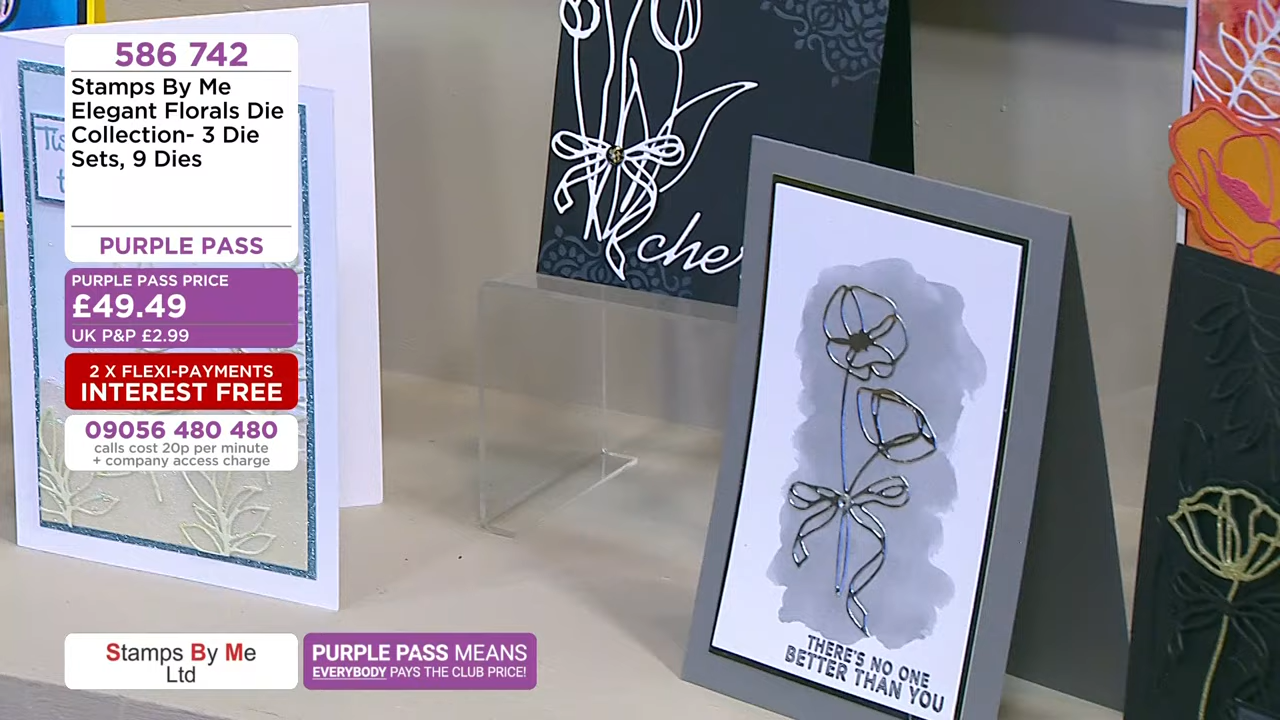 586 742
Stamps By Me
Elegant Florals Die
Collection- 3 Die
Sets, 9 Dies
PURPLE PASS
PURPLE PASS PRICE
£49.49
UK P&P £2.99
2 X FLEXI-PAYMENTS
INTEREST FREE
09056 480 480
calls cost 20p per minute
+ company access charge
Stamps By Me
Ltd
PURPLE PASS MEANS
EVERYBODY PAYS THE CLUB PRICE!
THERE'S NO ONE
BETTER THAN YOU